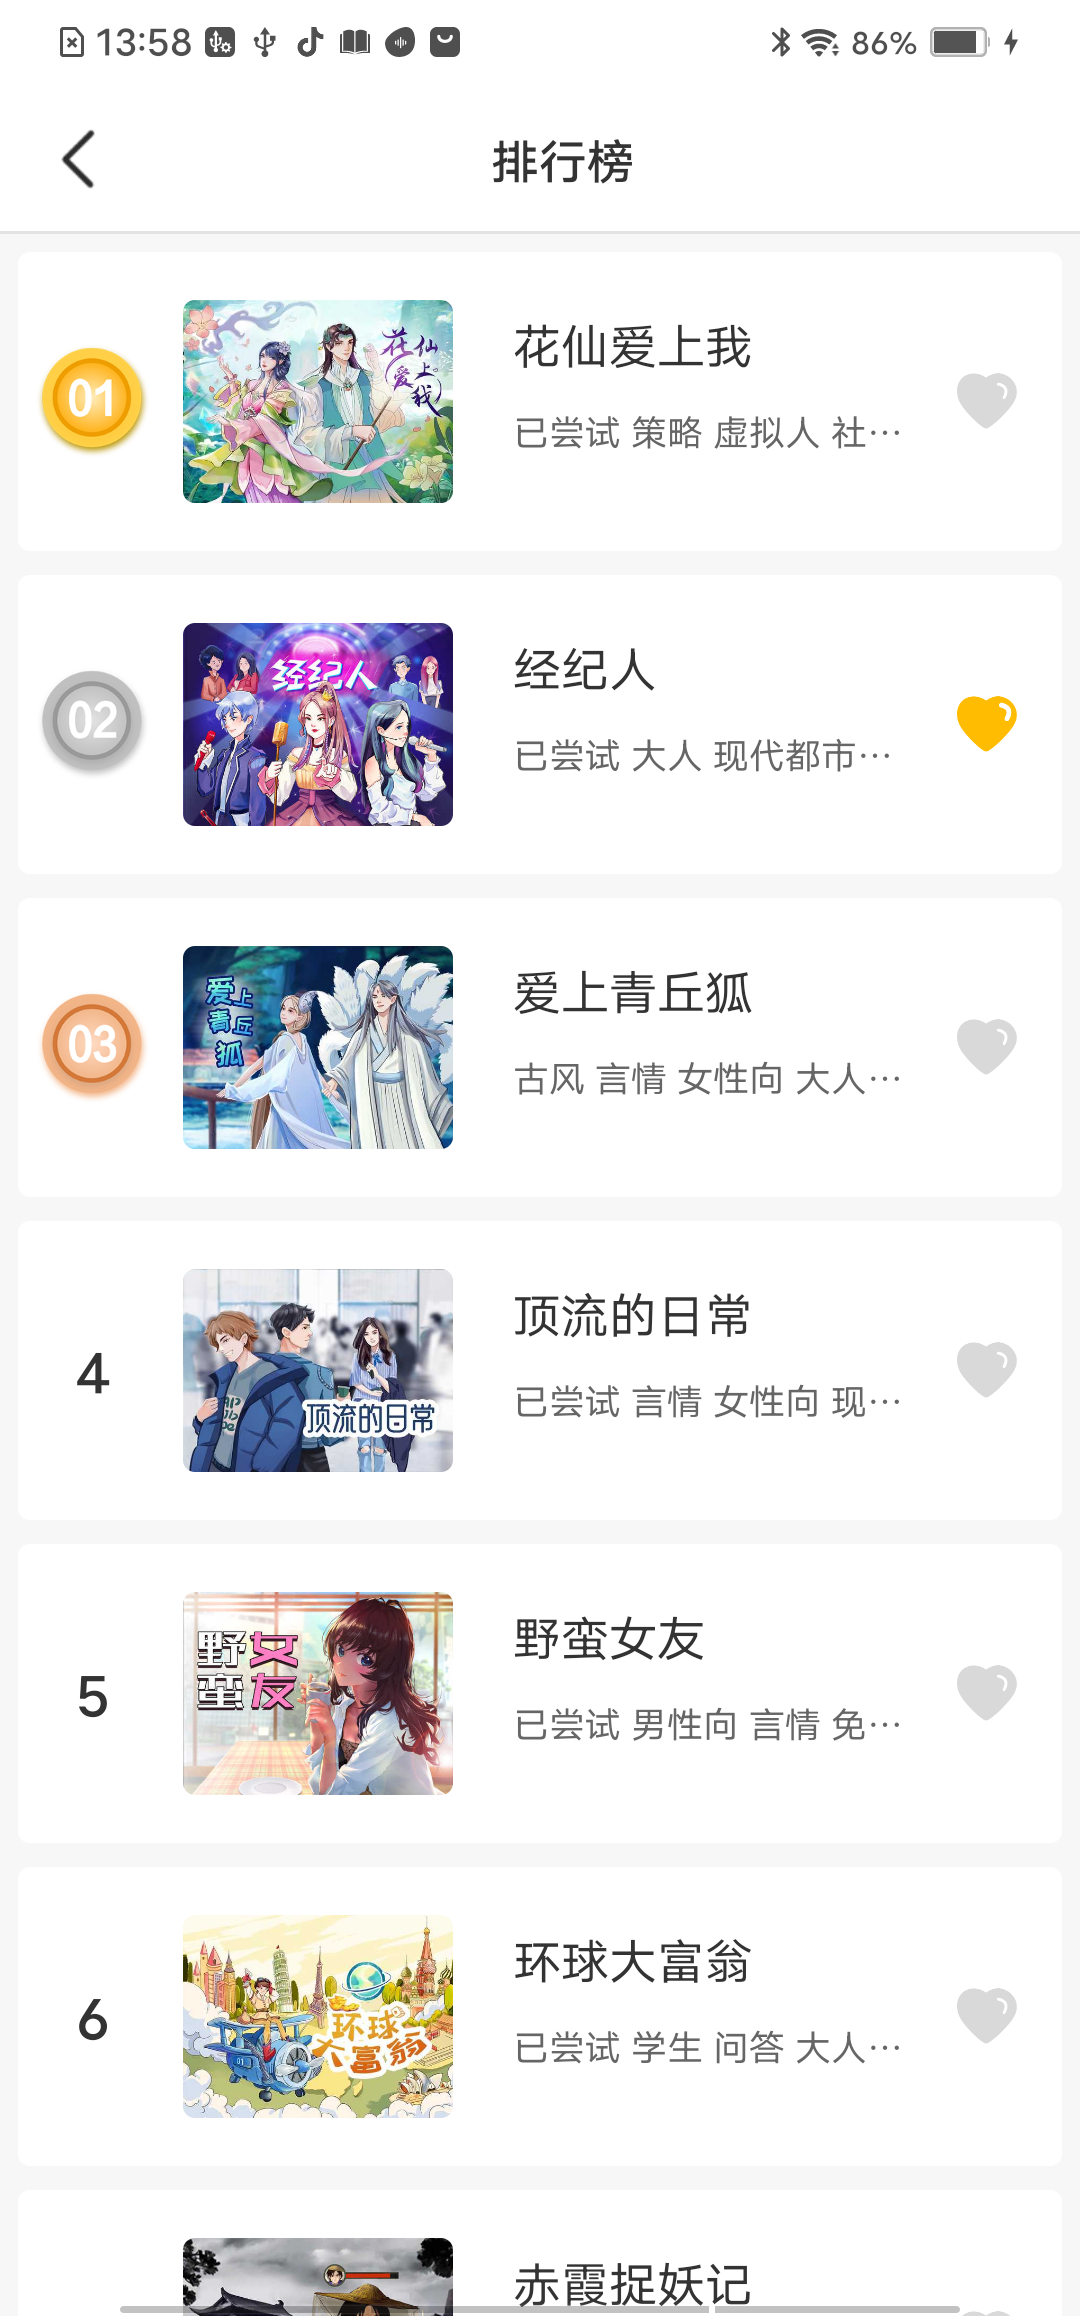 13:58
86%
排行榜
01
花仙爱上我
花仙爱上我
已尝试 策略 虚拟人 社…
02
经纪人
经纪人
已尝试 大人 现代都市…
03
爱上青丘狐
爱上青丘狐
古风 言情 女性向 大人…
4
顶流的日常
顶流的日常
已尝试 言情 女性向 现…
5
野蛮女友
野蛮女友
已尝试 男性向 言情 免…
6
环球大富翁
环球大富翁
已尝试 学生 问答 大人…
赤霞捉妖记